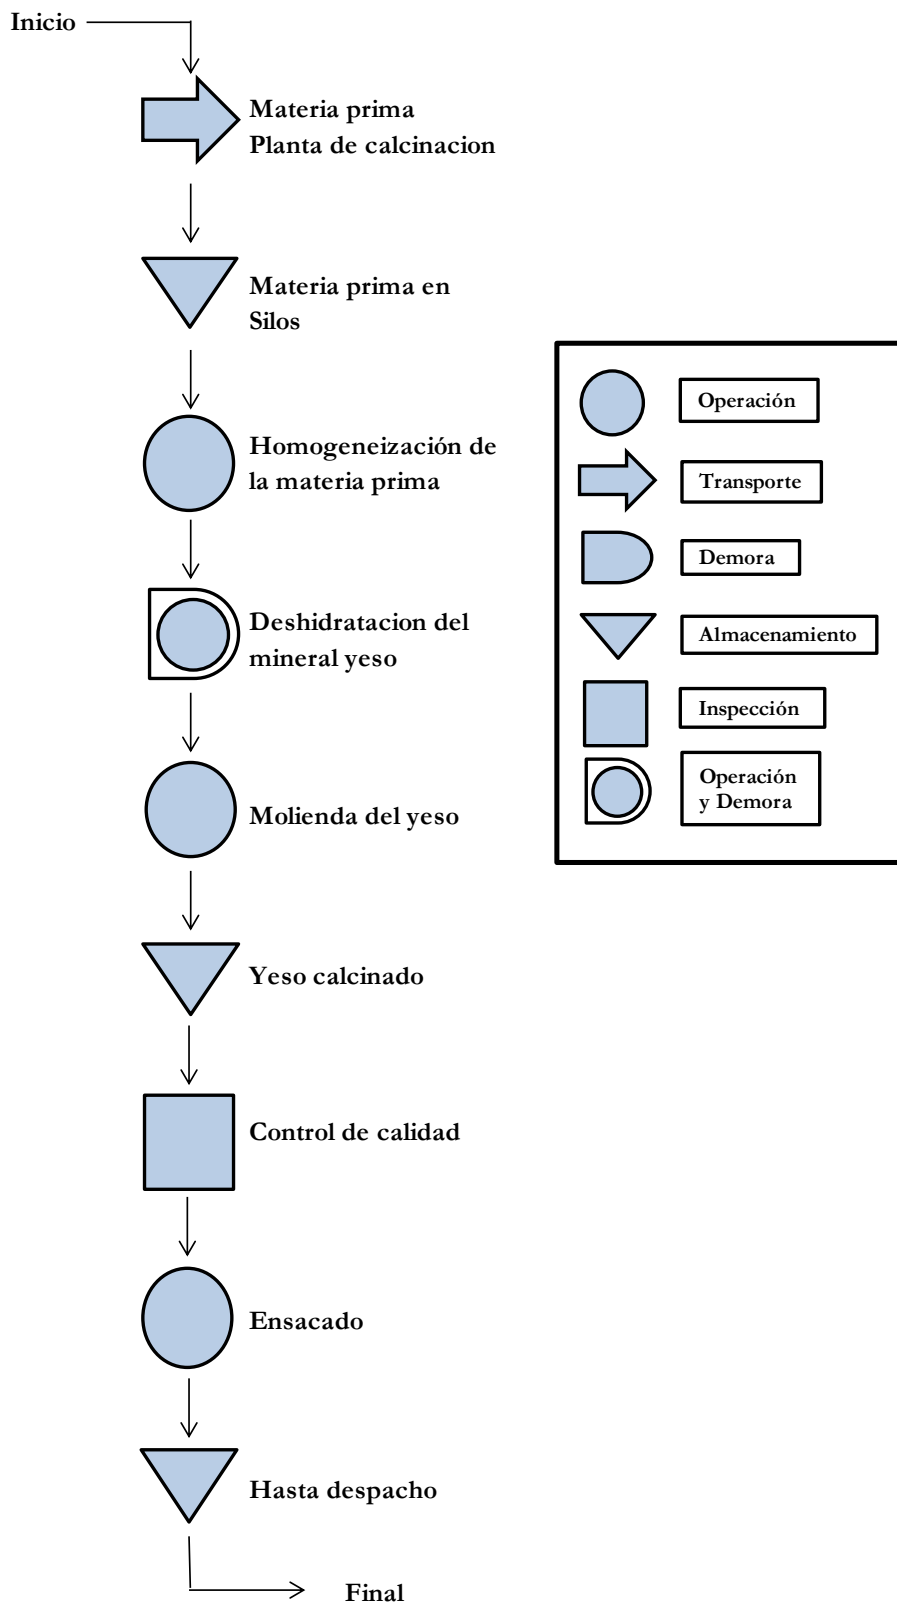 Inicio
Materia prima
Planta de calcinacion
Materia prima en
Silos
Homogeneización de
la materia prima
Deshidratacion del
mineral yeso
Molienda del yeso
Yeso calcinado
Control de calidad
Ensacado
Hasta despacho
Final
Operación
Transporte
Demora
Almacenamiento
Inspección
Operación
y Demora